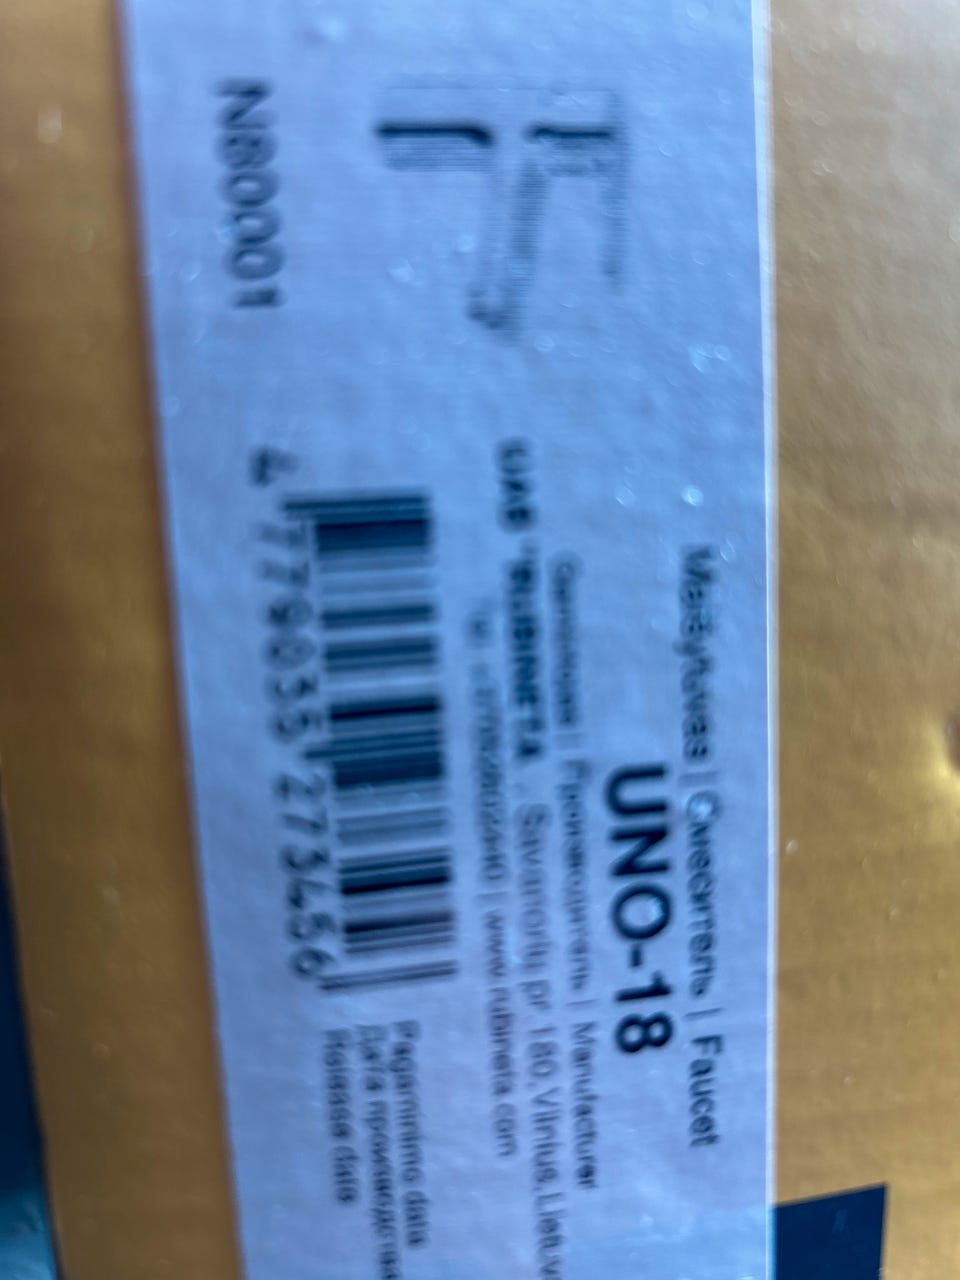 Maišytuvas | Смеситель | Faucet
UNO-18
Gamintojas | Производитель | Manufacturer
UAB "RUBINETA", Savanorių pr. 180, Vilnius, Lietuv
www.rubineta.com
N80001
4 779035 273456
Pagaminimo data
Дата производства
Release date